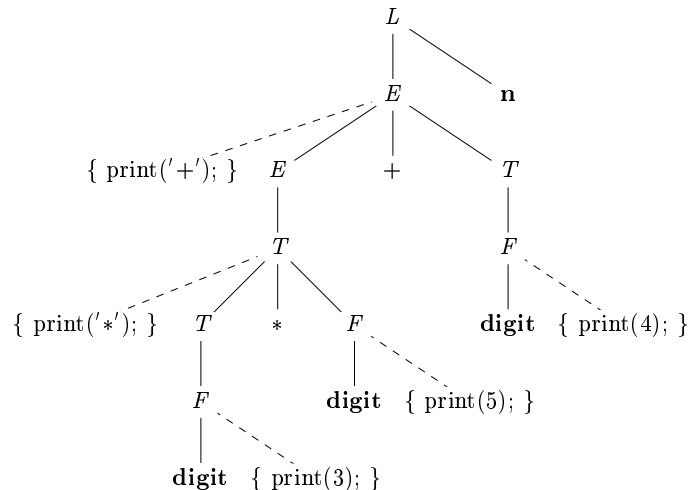 L
E n
{ print('+'); } E + T
T F
{ print('*'); } T * F digit { print(4); }
F digit { print(5); }
digit { print(3); }